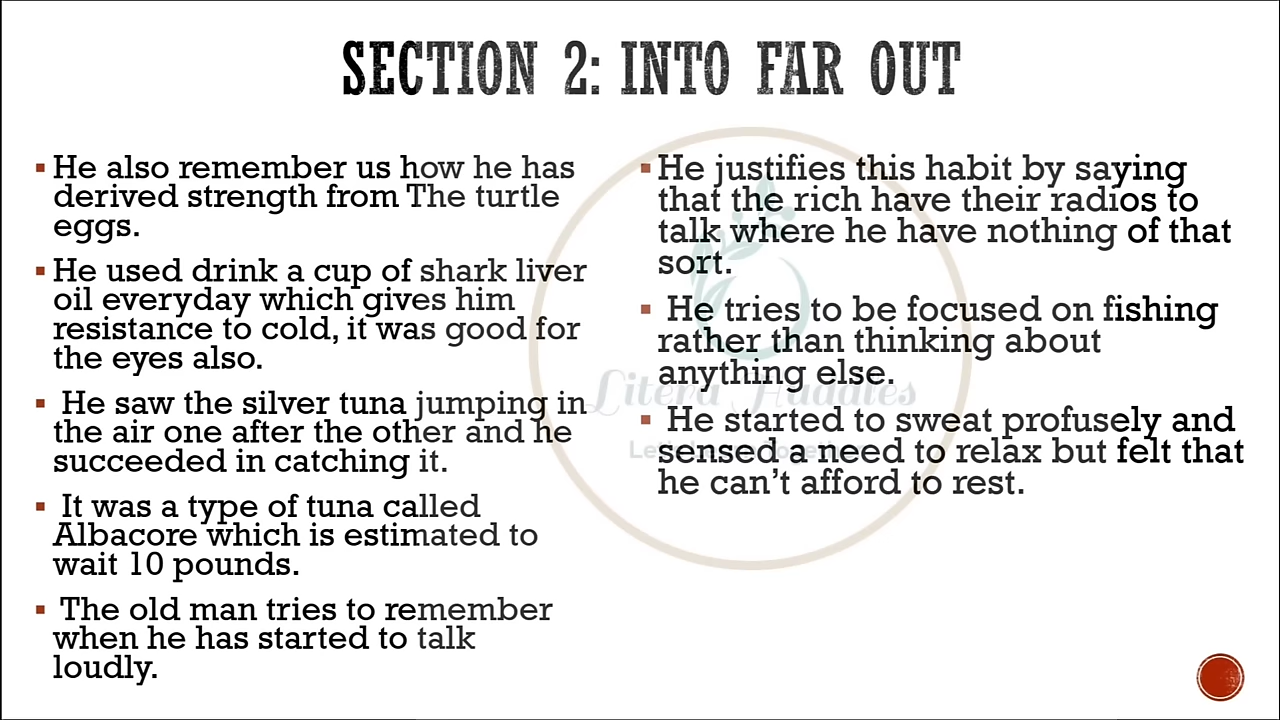 SECTION 2: INTO FAR OUT
He also remember us how he has
derived strength from The turtle
eggs.
He used drink a cup of shark liver
oil everyday which gives him
resistance to cold, it was good for
the eyes also.
He saw the silver tuna jumping in
the air one after the other and he
succeeded in catching it.
It was a type of tuna called
Albacore which is estimated to
wait 10 pounds.
The old man tries to remember
when he has started to talk
loudly.
He justifies this habit by saying
that the rich have their radios to
talk where he have nothing of that
sort.
He tries to be focused on fishing
rather than thinking about
anything else.
He started to sweat profusely and
sensed a need to relax but felt that
he can't afford to rest.
Litera Huddles